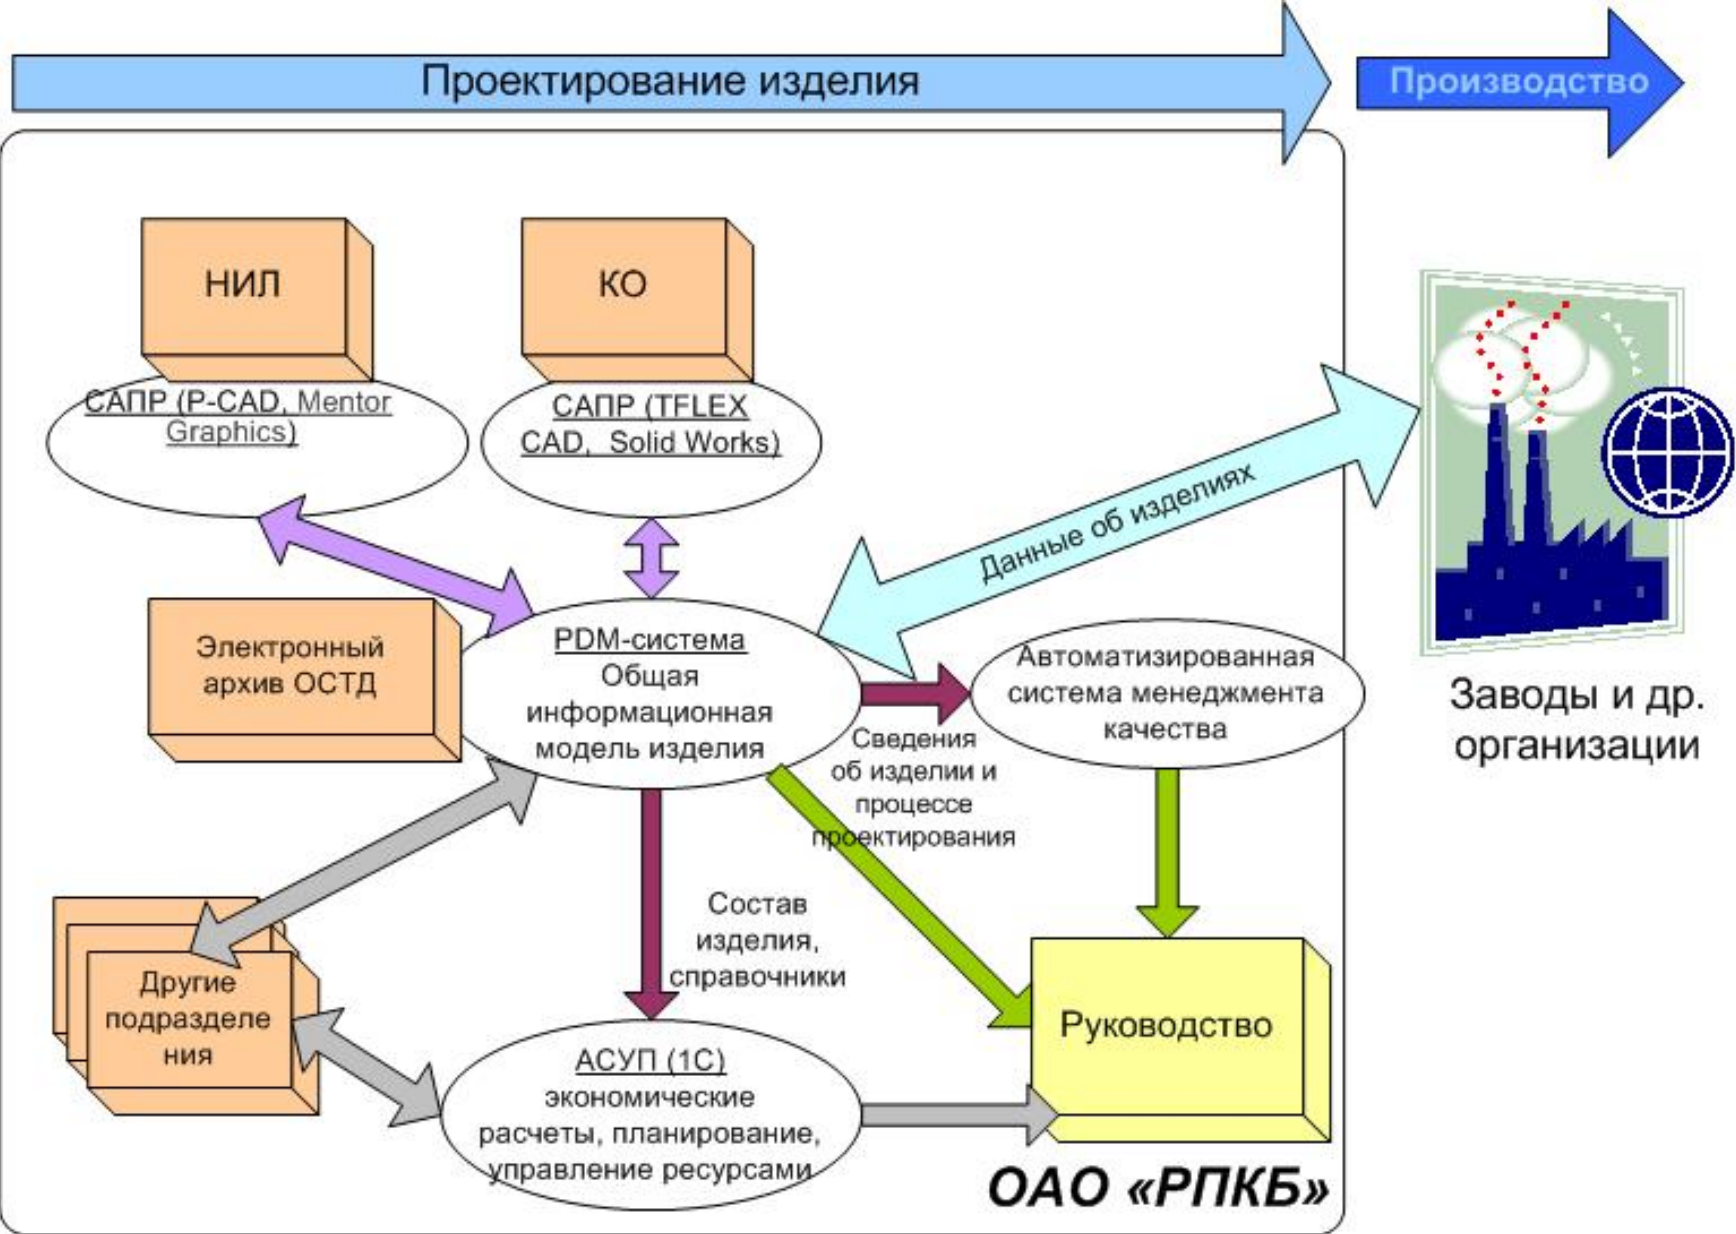 Проектирование изделия
Производство
НИЛ
КО
САПР (P-CAD, Mentor
Graphics)
САПР (TFLEX
CAD, Solid Works)
Данные об изделиях
Электронный
архив ОСТД
PDM-система
Общая
информационная
модель изделия
Автоматизированная
система менеджмента
качества
Заводы и др.
организации
Сведения
об изделии и
процессе
проектирования
Состав
изделия,
справочники
Другие
подразделе
ния
Руководство
АСУП (1С)
экономические
расчеты, планирование,
управление ресурсами
ОАО «РПКБ»